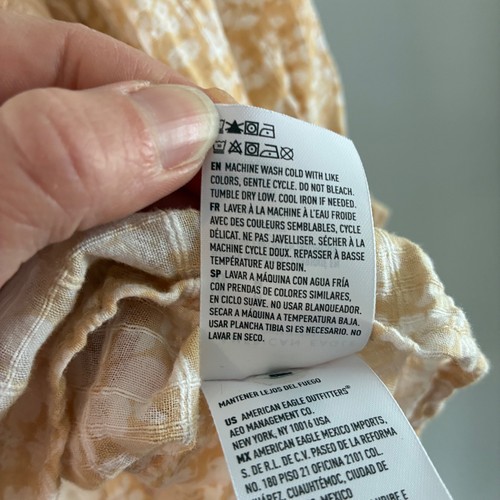 EN MACHINE WASH COLD WITH LIKE
COLORS, GENTLE CYCLE. DO NOT BLEACH.
TUMBLE DRY LOW. COOL IRON IF NEEDED.
FR LAVER À LA MACHINE À L'EAU FROIDE
AVEC DES COULEURS SEMBLABLES, CYCLE
DÉLICAT. NE PAS JAVELLISER. SÉCHER À LA
MACHINE CYCLE DOUX. REPASSER À BASSE
TEMPÉRATURE AU BESOIN.
SP LAVAR A MÁQUINA CON AGUA FRÍA
CON PRENDAS DE COLORES SIMILARES,
EN CICLO SUAVE. NO USAR BLANQUEADOR.
SECAR A MÁQUINA A TEMPERATURA BAJA,
USAR PLANCHA TIBIA SI ES NECESARIO. NO
LAVAR EN SECO.
MANTENER LEJOS DEL FUEGO
US AMERICAN EAGLE OUTFITTERS®
AEO MANAGEMENT CO.
NEW YORK, NY 10016 USA
MX AMERICAN EAGLE MEXICO IMPORTS,
S. DE R.L. DE C.V. PASEO DE LA REFORMA
NO. 180 PISO 21 OFICINA 2101 COL.
JUÁREZ, CUAUHTÉMOC, CIUDAD DE
MÉXICO